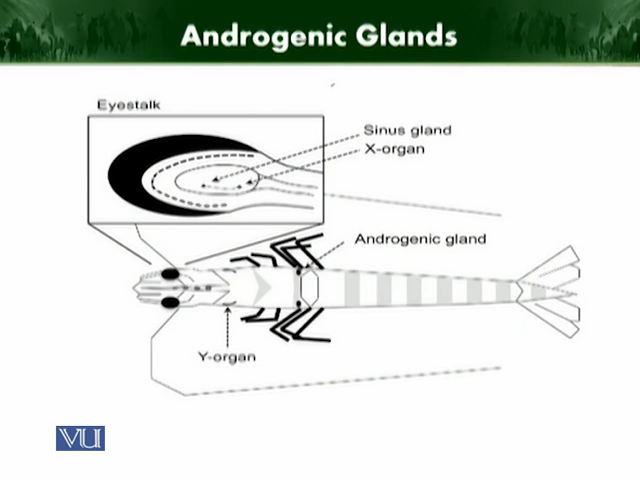 Androgenic Glands
Eyestalk
Sinus gland
X-organ
Androgenic gland
Y-organ
VU